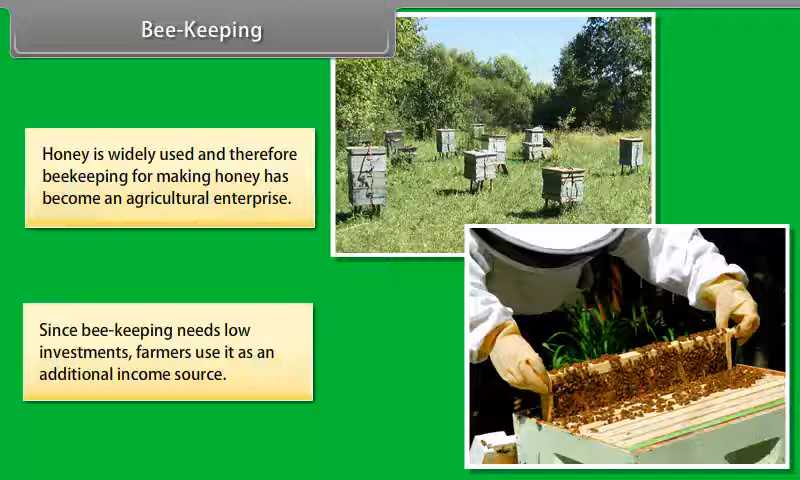 Bee-Keeping
Honey is widely used and therefore
beekeeping for making honey has
become an agricultural enterprise.
Since bee-keeping needs low
investments, farmers use it as an
additional income source.